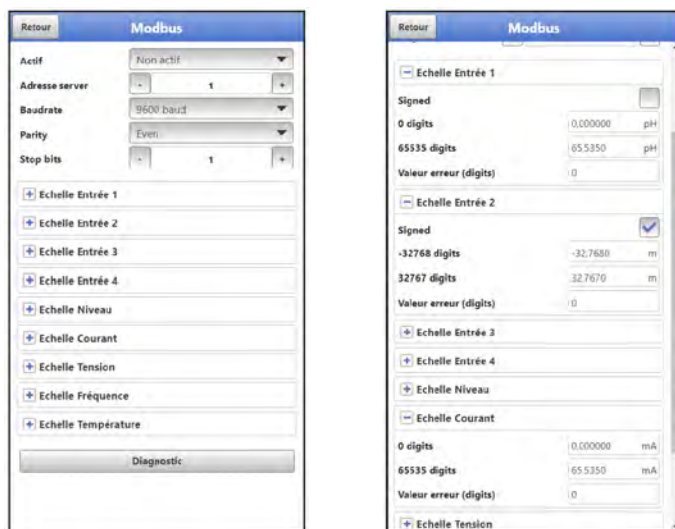 Retour Modbus
Actif Non actif
Adresse server - 1 +
Baudrate 9600 baud
Parity Even
Stop bits - 1 +
+ Echelle Entrée 1
+ Echelle Entrée 2
+ Echelle Entrée 3
+ Echelle Entrée 4
+ Echelle Niveau
+ Echelle Courant
+ Echelle Tension
+ Echelle Fréquence
+ Echelle Température
Diagnostic
Retour Modbus
- Echelle Entrée 1
Signed
0 digits 0,000000 pH
65535 digits 65.5350 pH
Valeur erreur (digits) 0
- Echelle Entrée 2
Signed
-32768 digits -32,7680 m
32767 digits 32.7670 m
Valeur erreur (digits) 0
+ Echelle Entrée 3
+ Echelle Entrée 4
+ Echelle Niveau
- Echelle Courant
0 digits 0,000000 mA
65535 digits 65.5350 mA
Valeur erreur (digits) 0
+ Echelle Tension